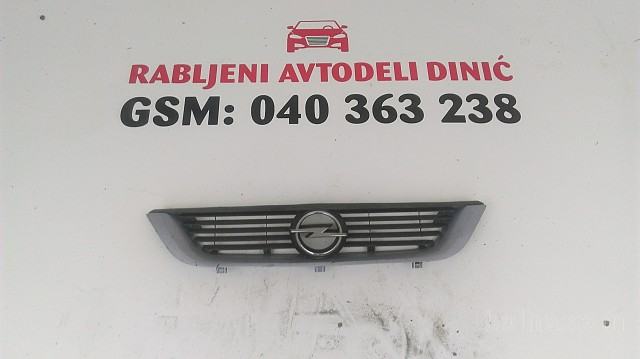 RABLJENI AVTODELI DINIĆ
GSM: 040 363 238